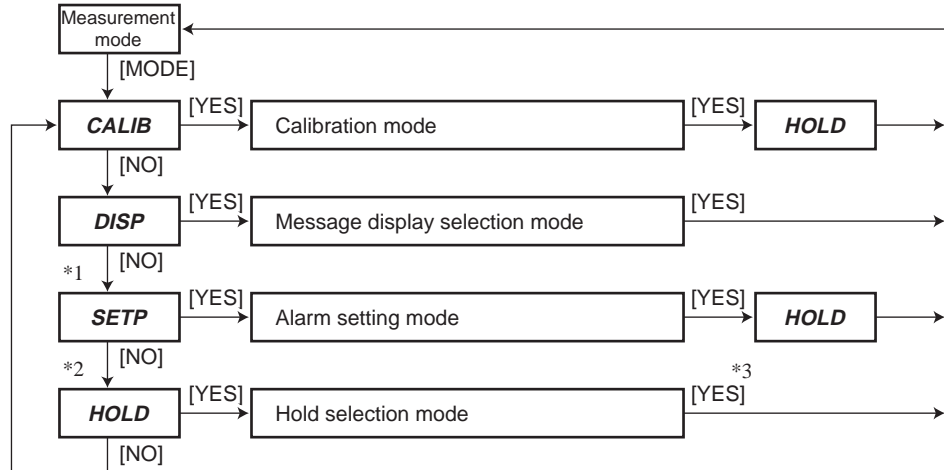 Measurement
mode
[MODE]
CALIB [YES] Calibration mode [YES] HOLD
[NO]
DISP [YES] Message display selection mode [YES]
*1 [NO]
SETP [YES] Alarm setting mode [YES] HOLD
*2 [NO]
HOLD [YES] Hold selection mode [YES] *3
[NO]